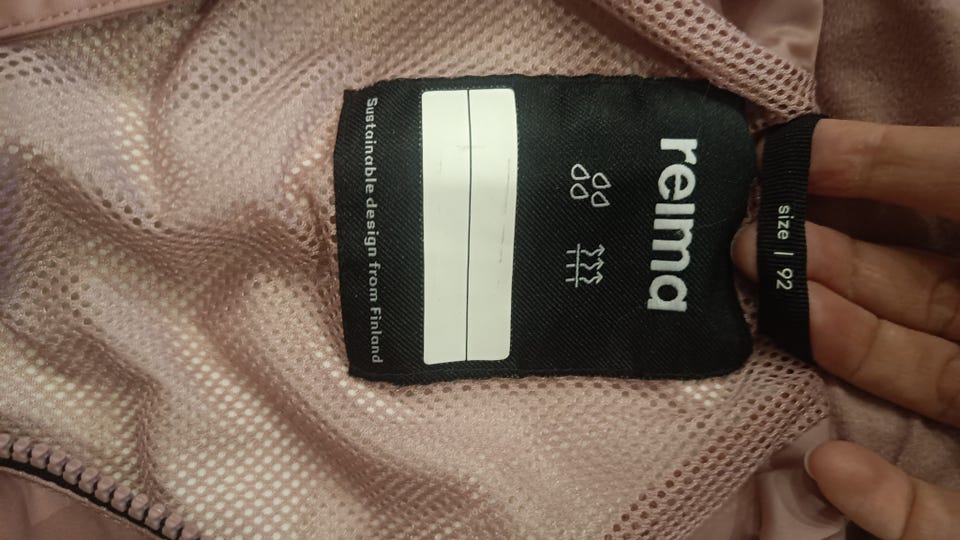 size | 92
reima
Sustainable design from Finland